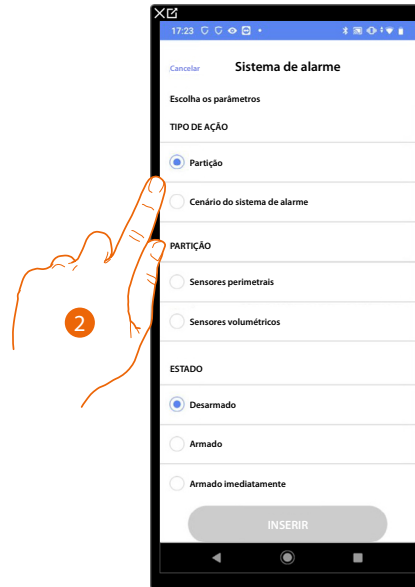 17:23
Cancelar Sistema de alarme
Escolha os parâmetros
TIPO DE AÇÃO
Partição
Cenário do sistema de alarme
PARTIÇÃO
Sensores perimetrais
Sensores volumétricos
2
ESTADO
Desarmado
Armado
Armado imediatamente
INSERIR